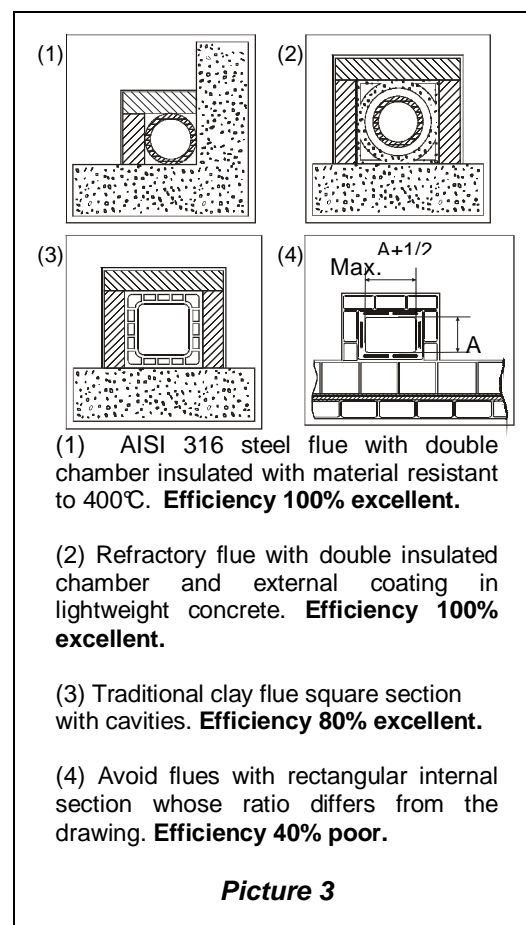 (1)
(2)
(3)
(4)
A+1/2
Max.
A
(1) AISI 316 steel flue with double
chamber insulated with material resistant
to 400°C. Efficiency 100% excellent.
(2) Refractory flue with double insulated
chamber and external coating in
lightweight concrete. Efficiency 100%
excellent.
(3) Traditional clay flue square section
with cavities. Efficiency 80% excellent.
(4) Avoid flues with rectangular internal
section whose ratio differs from the
drawing. Efficiency 40% poor.
Picture 3